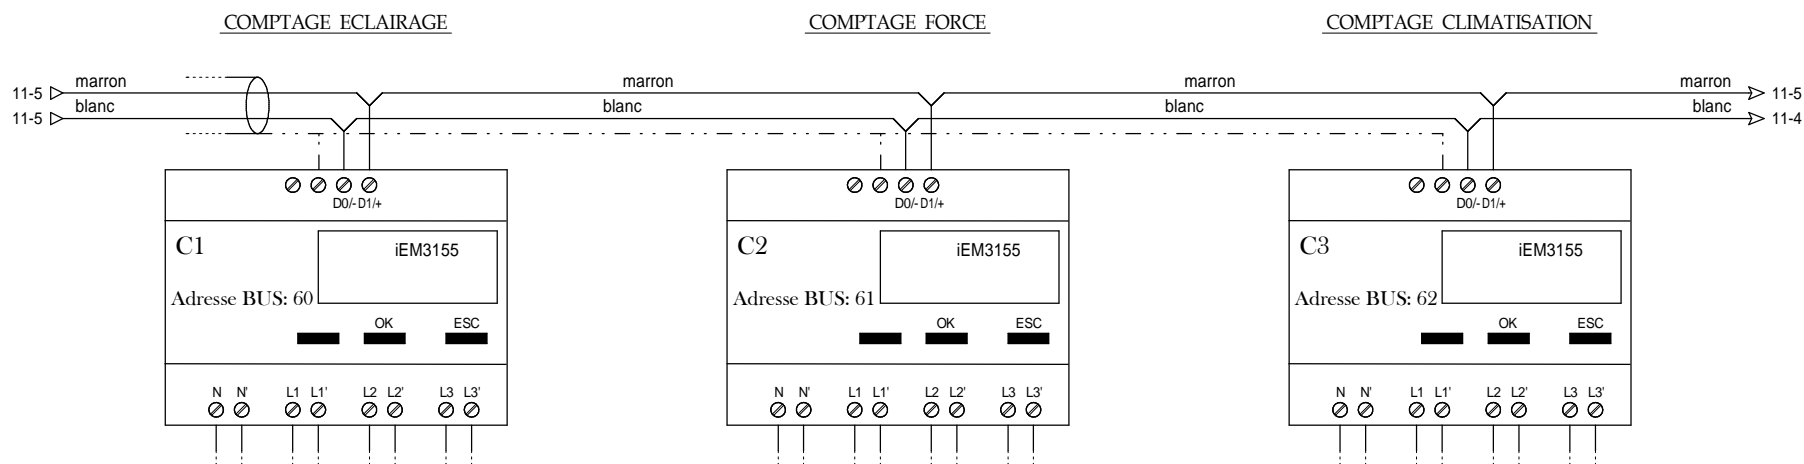 COMPTAGE ECLAIRAGE COMPTAGE FORCE COMPTAGE CLIMATISATION
marron marron marron marron
11-5 11-5
blanc blanc blanc blanc
11-5 11-4
D0/- D1/+ D0/- D1/+ D0/- D1/+
C1 iEM3155 C2 iEM3155 C3 iEM3155
Adresse BUS: 60 Adresse BUS: 61 Adresse BUS: 62
OK ESC OK ESC OK ESC
N N' L1 L1' L2 L2' L3 L3' N N' L1 L1' L2 L2' L3 L3' N N' L1 L1' L2 L2' L3 L3'